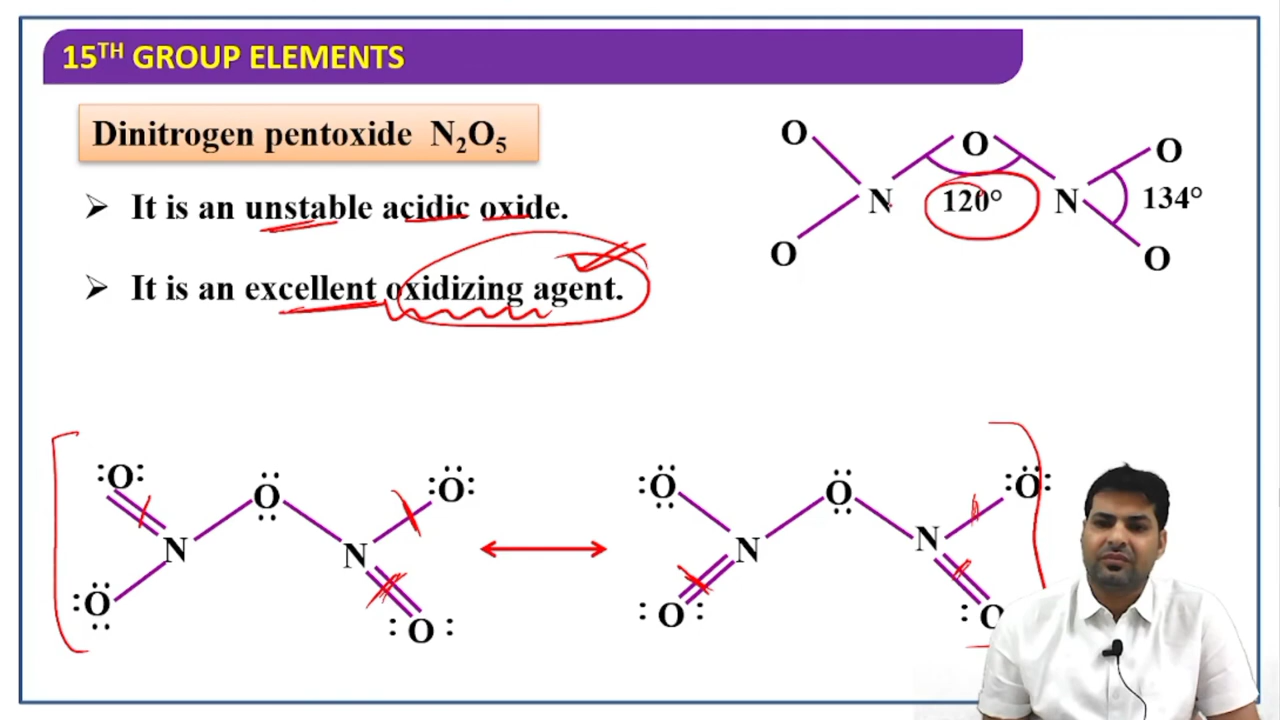 15TH GROUP ELEMENTS
Dinitrogen pentoxide N2O5
➢ It is an unstable acidic oxide.
➢ It is an excellent oxidizing agent.
O O O
N 120° N 134°
O O
:O: O :O:
N N
:O :O:
:O O :O:
N N
:O: :O